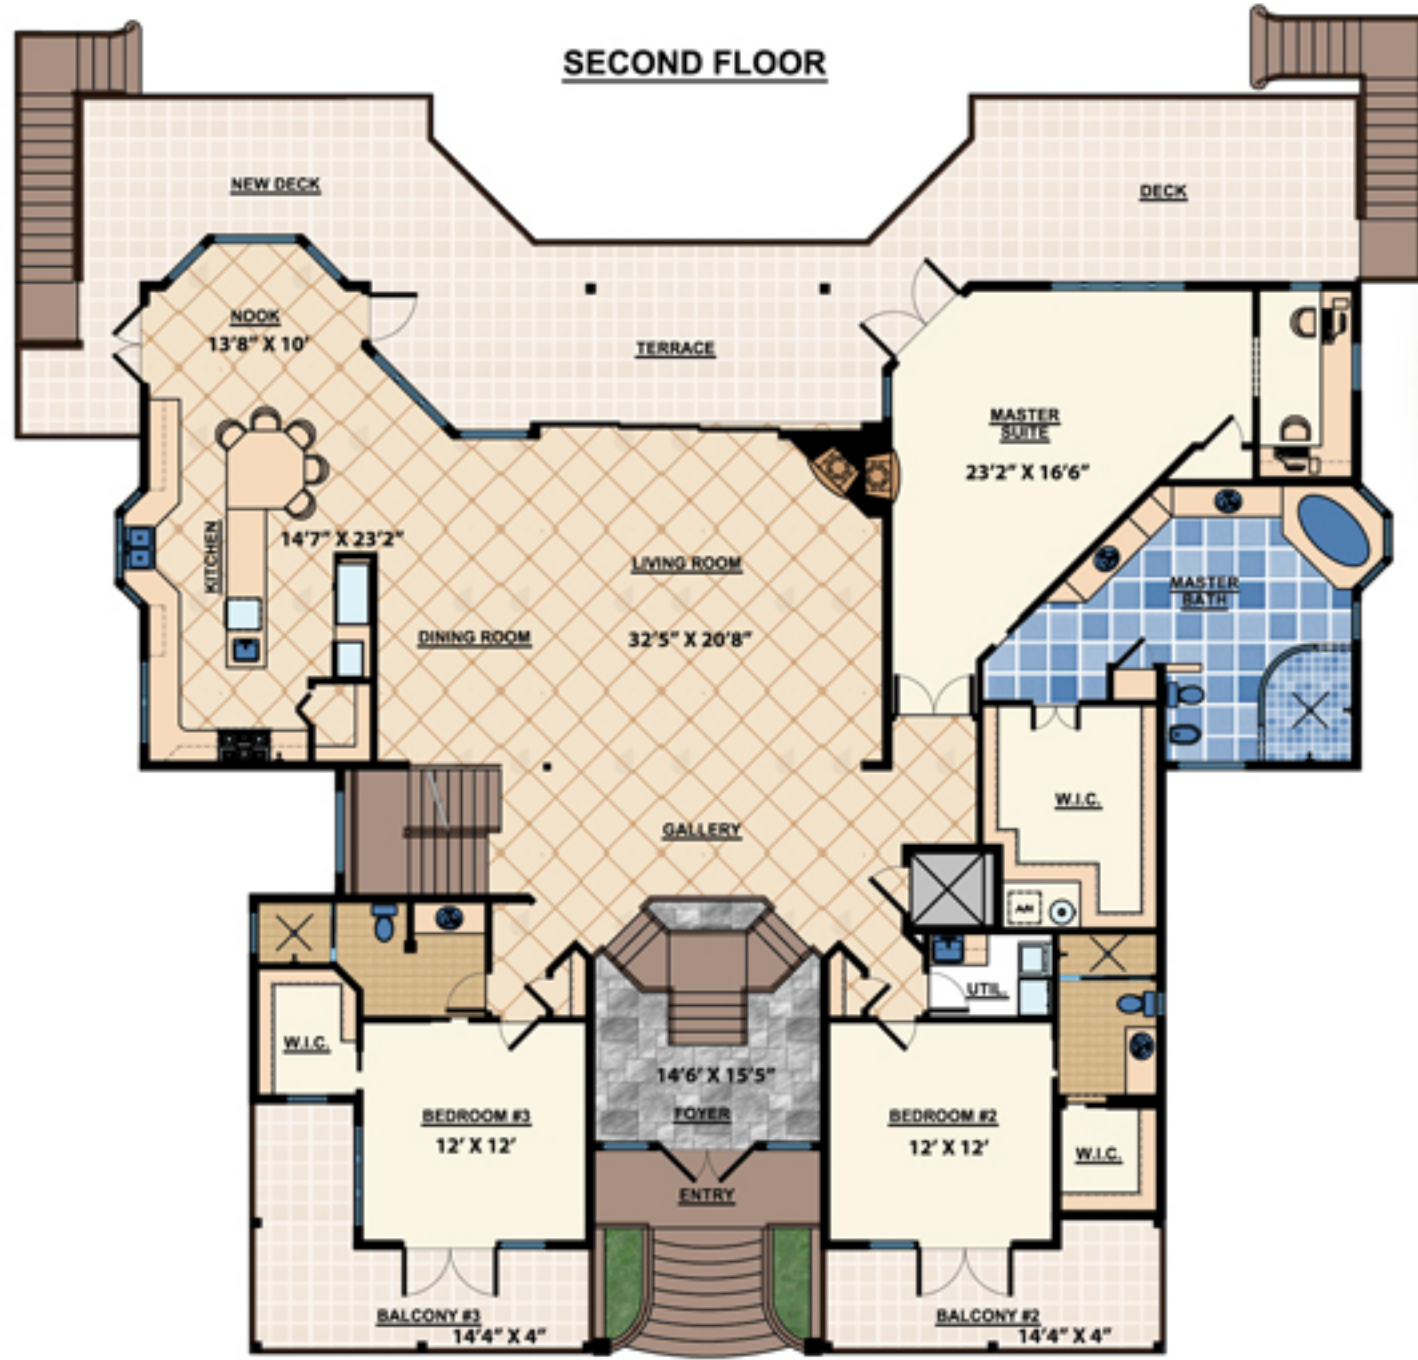 SECOND FLOOR
NEW DECK
DECK
NOOK
13'8" X 10'
TERRACE
MASTER
SUITE
23'2" X 16'6"
KITCHEN
14'7" X 23'2"
LIVING ROOM
32'5" X 20'8"
DINING ROOM
MASTER
BATH
W.I.C.
GALLERY
UTIL.
W.I.C.
14'6' X 15'5"
FOYER
BEDROOM #3
12' X 12'
BEDROOM #2
12' X 12'
W.I.C.
ENTRY
BALCONY #3
14'4" X 4"
BALCONY #2
14'4" X 4"